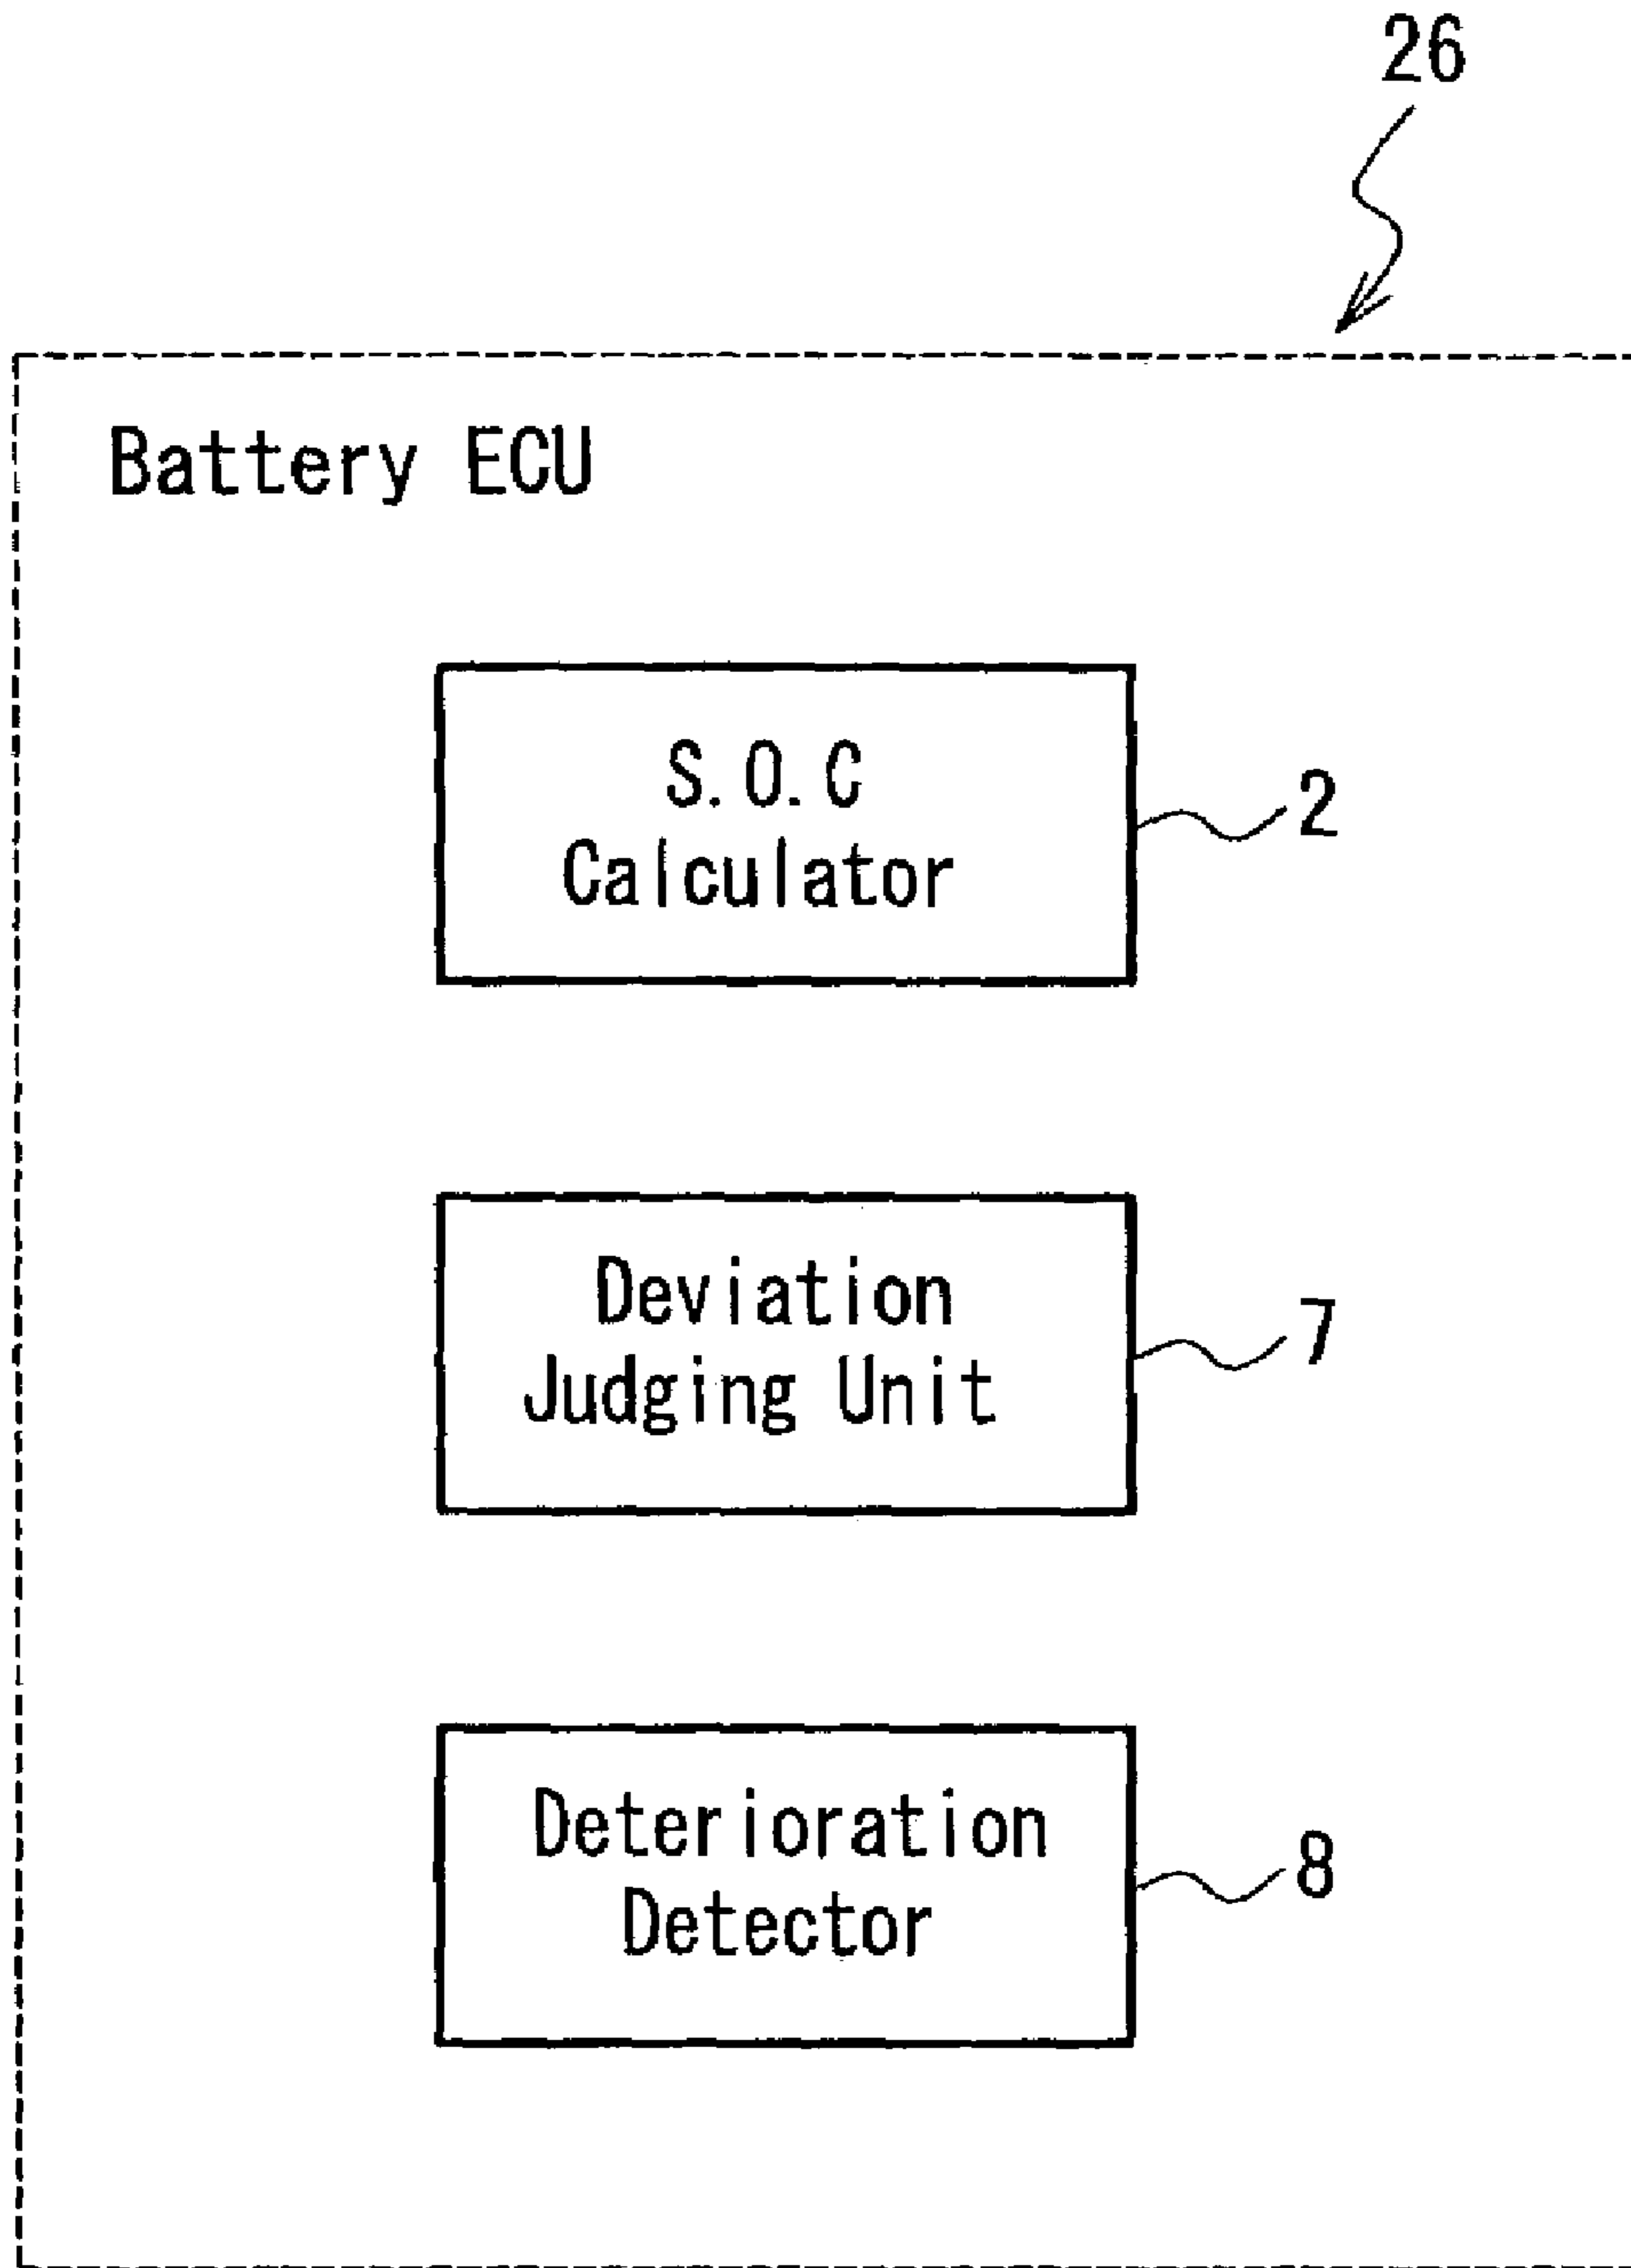 26
Battery ECU
S.O.C
Calculator
2
Deviation
Judging Unit
7
Deterioration
Detector
8